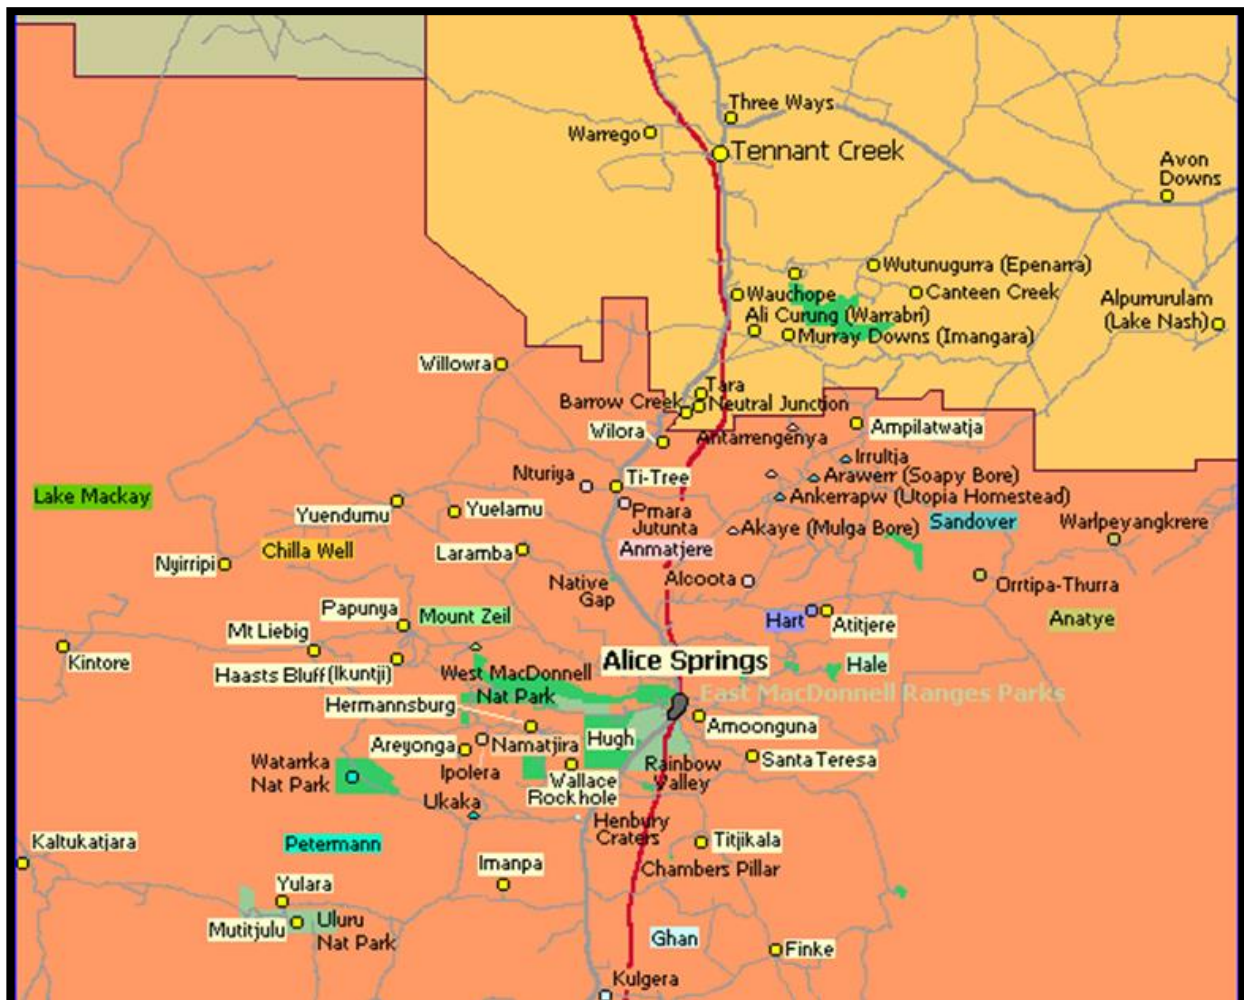 Three Ways
Warrego
Tennant Creek
Avon
Downs
Wutunugurra (Epenarra)
Wauchope
Canteen Creek
Alpurrurulam
(Lake Nash)
Ali Curung (Warrabri)
Murray Downs (Imangara)
Willowra
Tara
Barrow Creek
Neutral Junction
Wilora
Antarrengenya
Ampilatwatja
Irrultja
Nturiya
Ti-Tree
Arawerr (Soapy Bore)
Lake Mackay
Ankerrapw (Utopia Homestead)
Yuendumu
Yuelamu
Pmara
Jutunta
Akaye (Mulga Bore)
Sandover
Warlpeyangkrere
Chilla Well
Laramba
Anmatjere
Nyirripi
Native
Gap
Alcoota
Orrtipa-Thurra
Papunya
Mount Zeil
Hart
Atitjere
Anatye
Mt Liebig
Kintore
Haasts Bluff (Ikuntji)
West MacDonnell
Nat Park
Alice Springs
Hale
East MacDonnell Ranges Parks
Hermannsburg
Amoonguna
Areyonga
Namatjira
Hugh
Santa Teresa
Watarrka
Nat Park
Ipolera
Rainbow
Valley
Wallace
Rockhole
Ukaka
Henbury
Craters
Kaltukatjara
Petermann
Titjikala
Imanpa
Chambers Pillar
Yulara
Mutitjulu
Uluru
Nat Park
Ghan
Finke
Kulgera